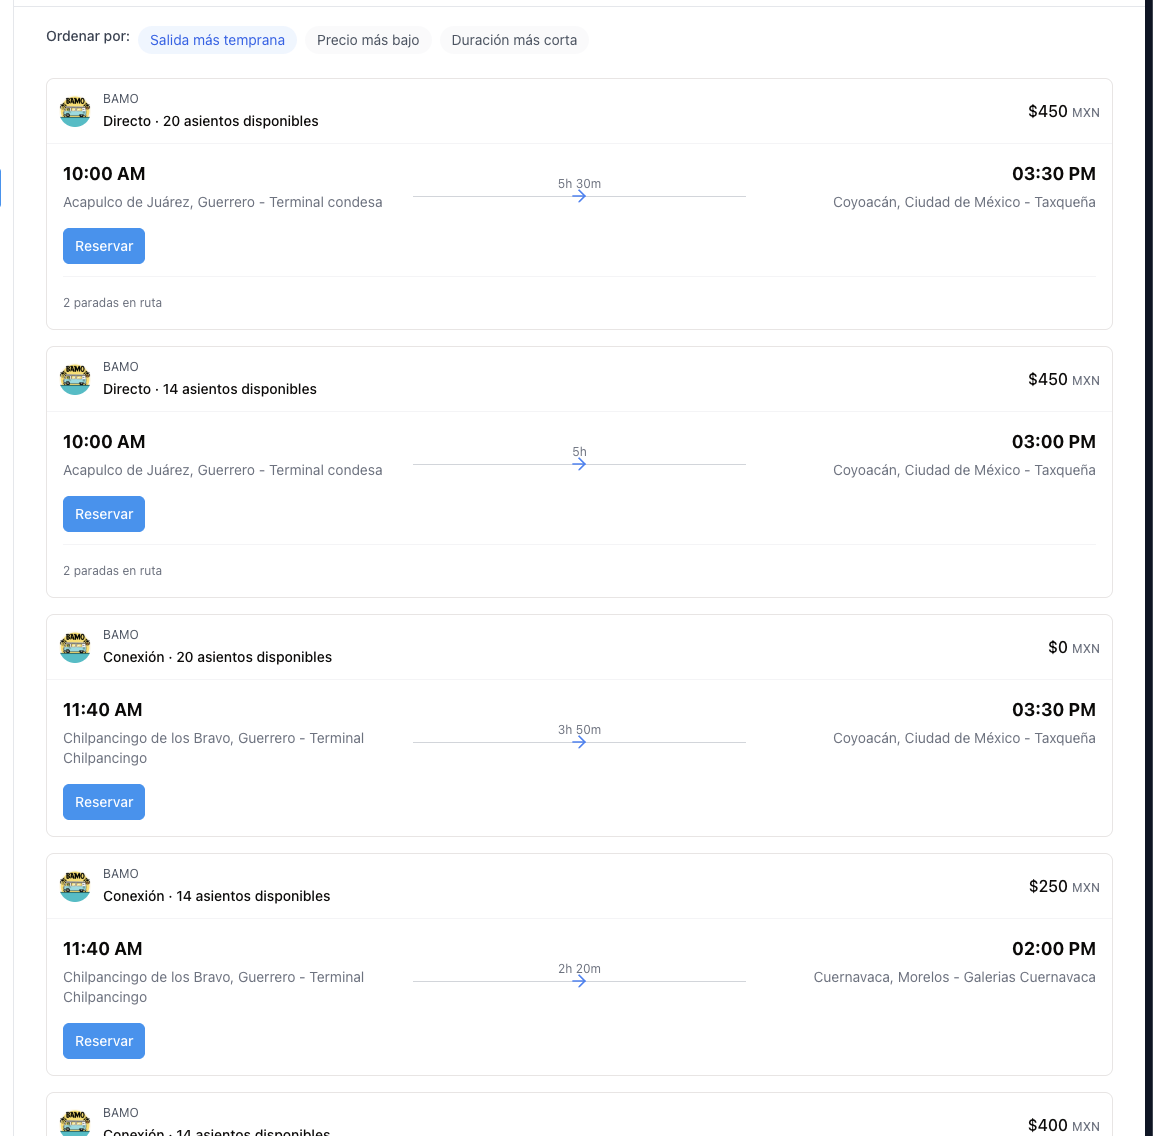 Ordenar por: Salida más temprana Precio más bajo Duración más corta
BAMO
BAMO
Directo · 20 asientos disponibles
$450 MXN
10:00 AM
5h 30m
03:30 PM
Acapulco de Juárez, Guerrero - Terminal condesa
Coyoacán, Ciudad de México - Taxqueña
Reservar
2 paradas en ruta
BAMO
BAMO
Directo · 14 asientos disponibles
$450 MXN
10:00 AM
5h
03:00 PM
Acapulco de Juárez, Guerrero - Terminal condesa
Coyoacán, Ciudad de México - Taxqueña
Reservar
2 paradas en ruta
BAMO
BAMO
Conexión · 20 asientos disponibles
$0 MXN
11:40 AM
3h 50m
03:30 PM
Chilpancingo de los Bravo, Guerrero - Terminal
Chilpancingo
Coyoacán, Ciudad de México - Taxqueña
Reservar
BAMO
BAMO
Conexión · 14 asientos disponibles
$250 MXN
11:40 AM
2h 20m
02:00 PM
Chilpancingo de los Bravo, Guerrero - Terminal
Chilpancingo
Cuernavaca, Morelos - Galerias Cuernavaca
Reservar
BAMO
BAMO
Conexión · 14 asientos disponibles
$400 MXN